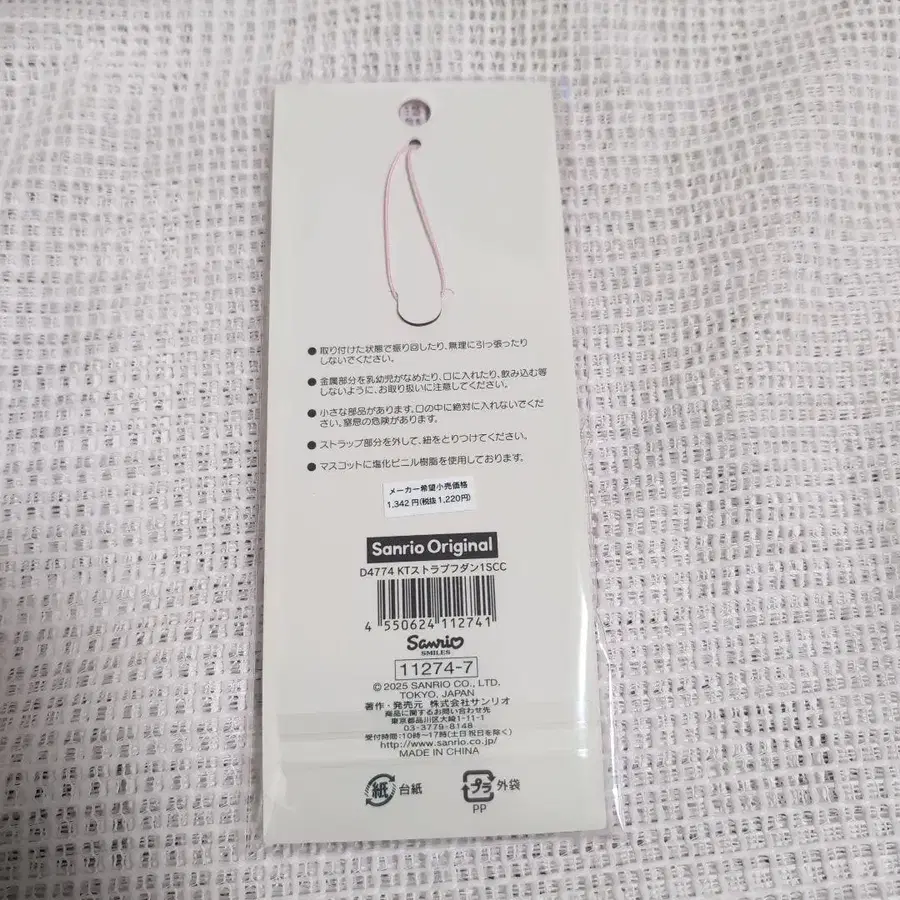 ● 取り付けた状態で振り回したり、無理に引っ張ったり
しないでください。
● 金属部分を乳幼児がなめたり、口に入れたり、飲み込む等
しないように、お取り扱いに注意してください。
● 小さな部品があります。口の中に絶対に入れないでくだ
さい。窒息の危険があります。
● ストラップ部分を外して、紐をとりつけてください。
● マスコットに塩化ビニル樹脂を使用しております。
メーカー希望小売価格
1,342円(税抜1,220円)
Sanrio Original
D4774 KTストラプフダン1SCC
4 550624 112741
Sanrio
SMILES
11274-7
© 2025 SANRIO CO., LTD.
TOKYO, JAPAN
著作・発売元 株式会社サンリオ
商品に関するお問い合わせ先
東京都品川区大崎1-11-1
03-3779-8148
受付時間:10時〜17時(土日祝日を除く)
http://www.sanrio.co.jp/
MADE IN CHINA
紙 台紙
プラ 外袋
PP